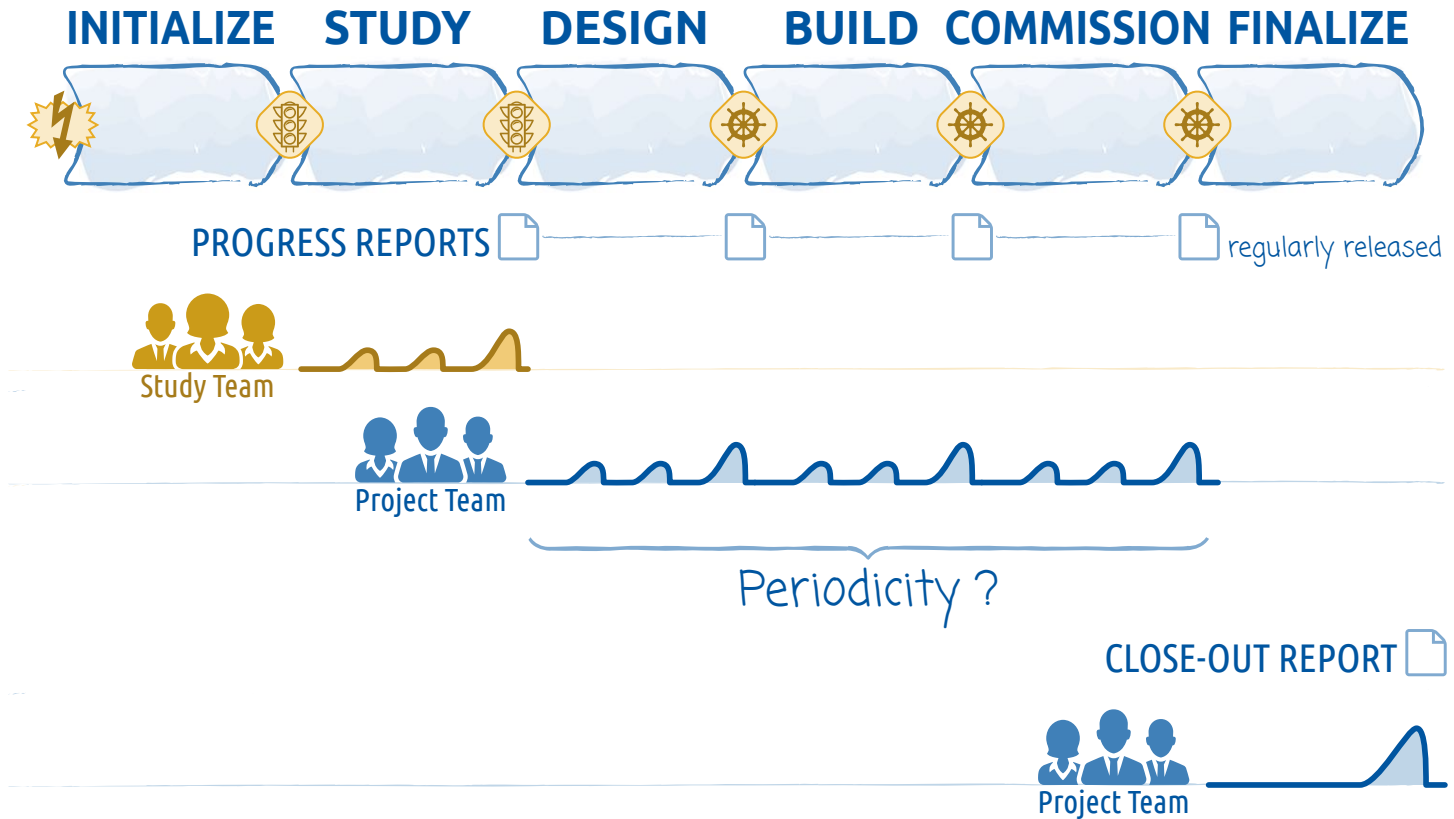 INITIALIZE STUDY DESIGN BUILD COMMISSION FINALIZE
PROGRESS REPORTS regularly released
Study Team
Project Team
Periodicity ?
CLOSE-OUT REPORT
Project Team